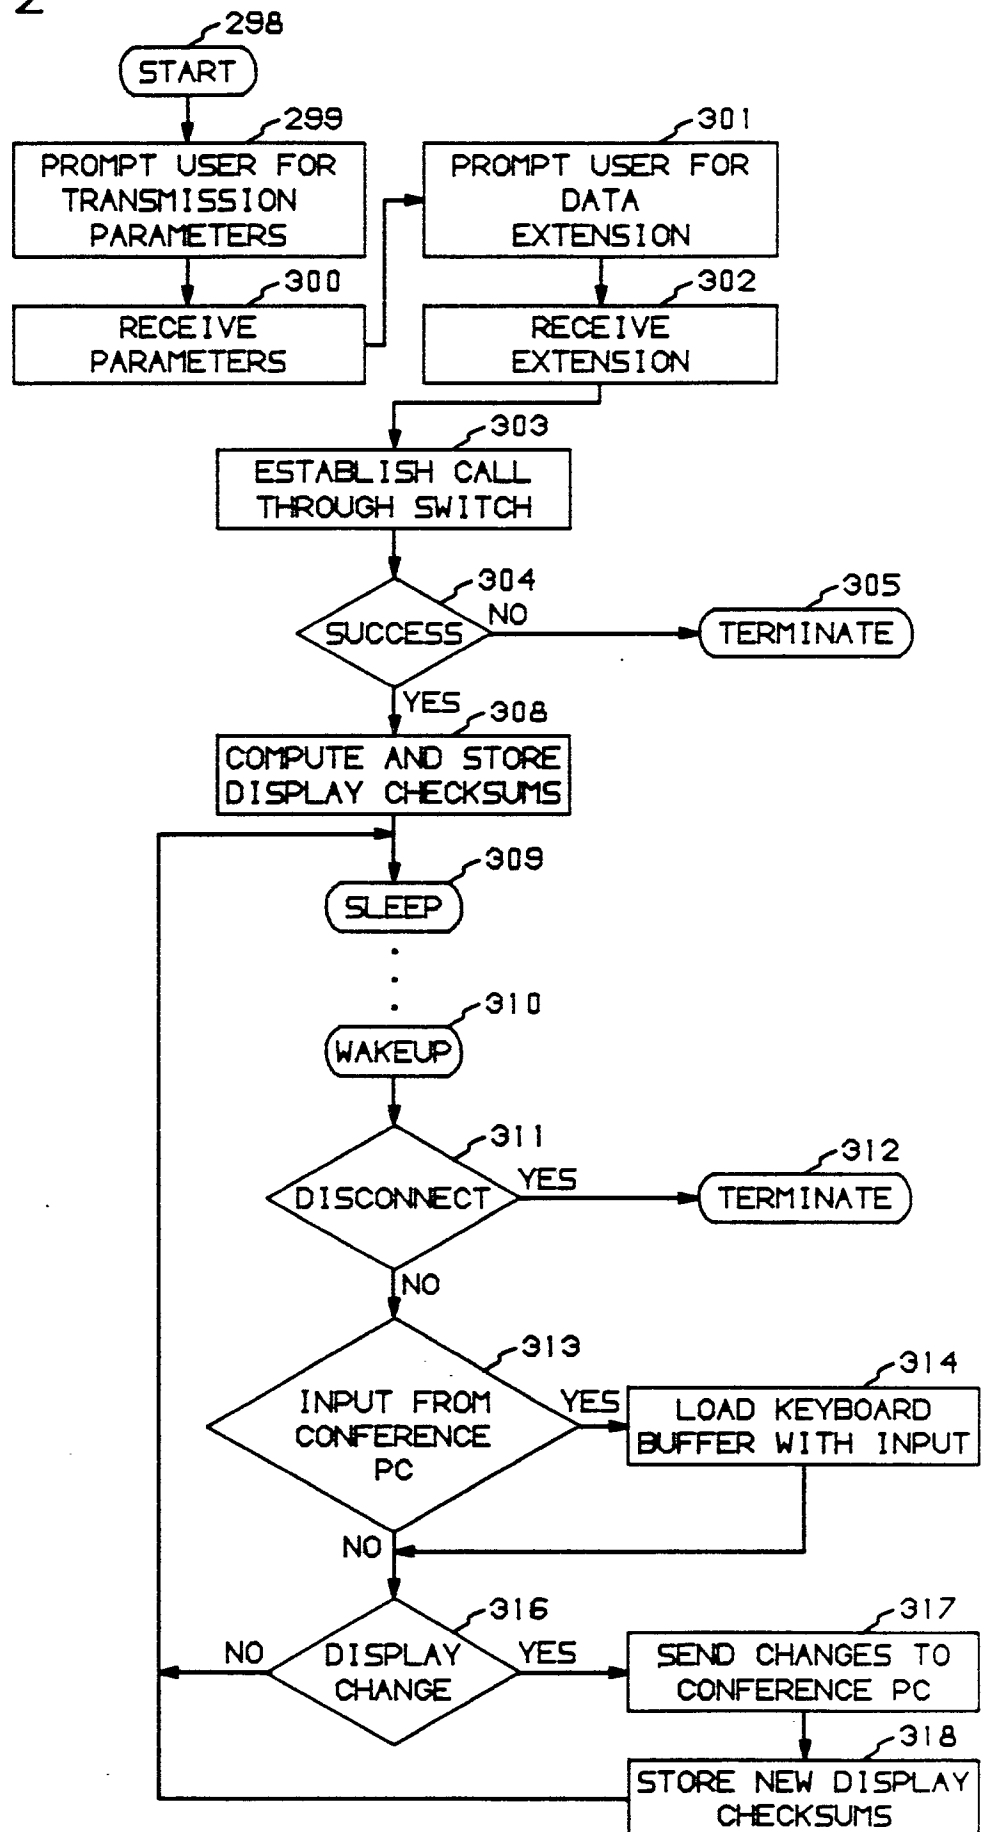 2
298
START
299
PROMPT USER FOR
TRANSMISSION
PARAMETERS
300
RECEIVE
PARAMETERS
301
PROMPT USER FOR
DATA
EXTENSION
302
RECEIVE
EXTENSION
303
ESTABLISH CALL
THROUGH SWITCH
304
SUCCESS
NO
305
TERMINATE
YES
308
COMPUTE AND STORE
DISPLAY CHECKSUMS
309
SLEEP
310
WAKEUP
311
DISCONNECT
YES
312
TERMINATE
NO
313
INPUT FROM
CONFERENCE
PC
YES
314
LOAD KEYBOARD
BUFFER WITH INPUT
NO
316
DISPLAY
CHANGE
NO
YES
317
SEND CHANGES TO
CONFERENCE PC
318
STORE NEW DISPLAY
CHECKSUMS